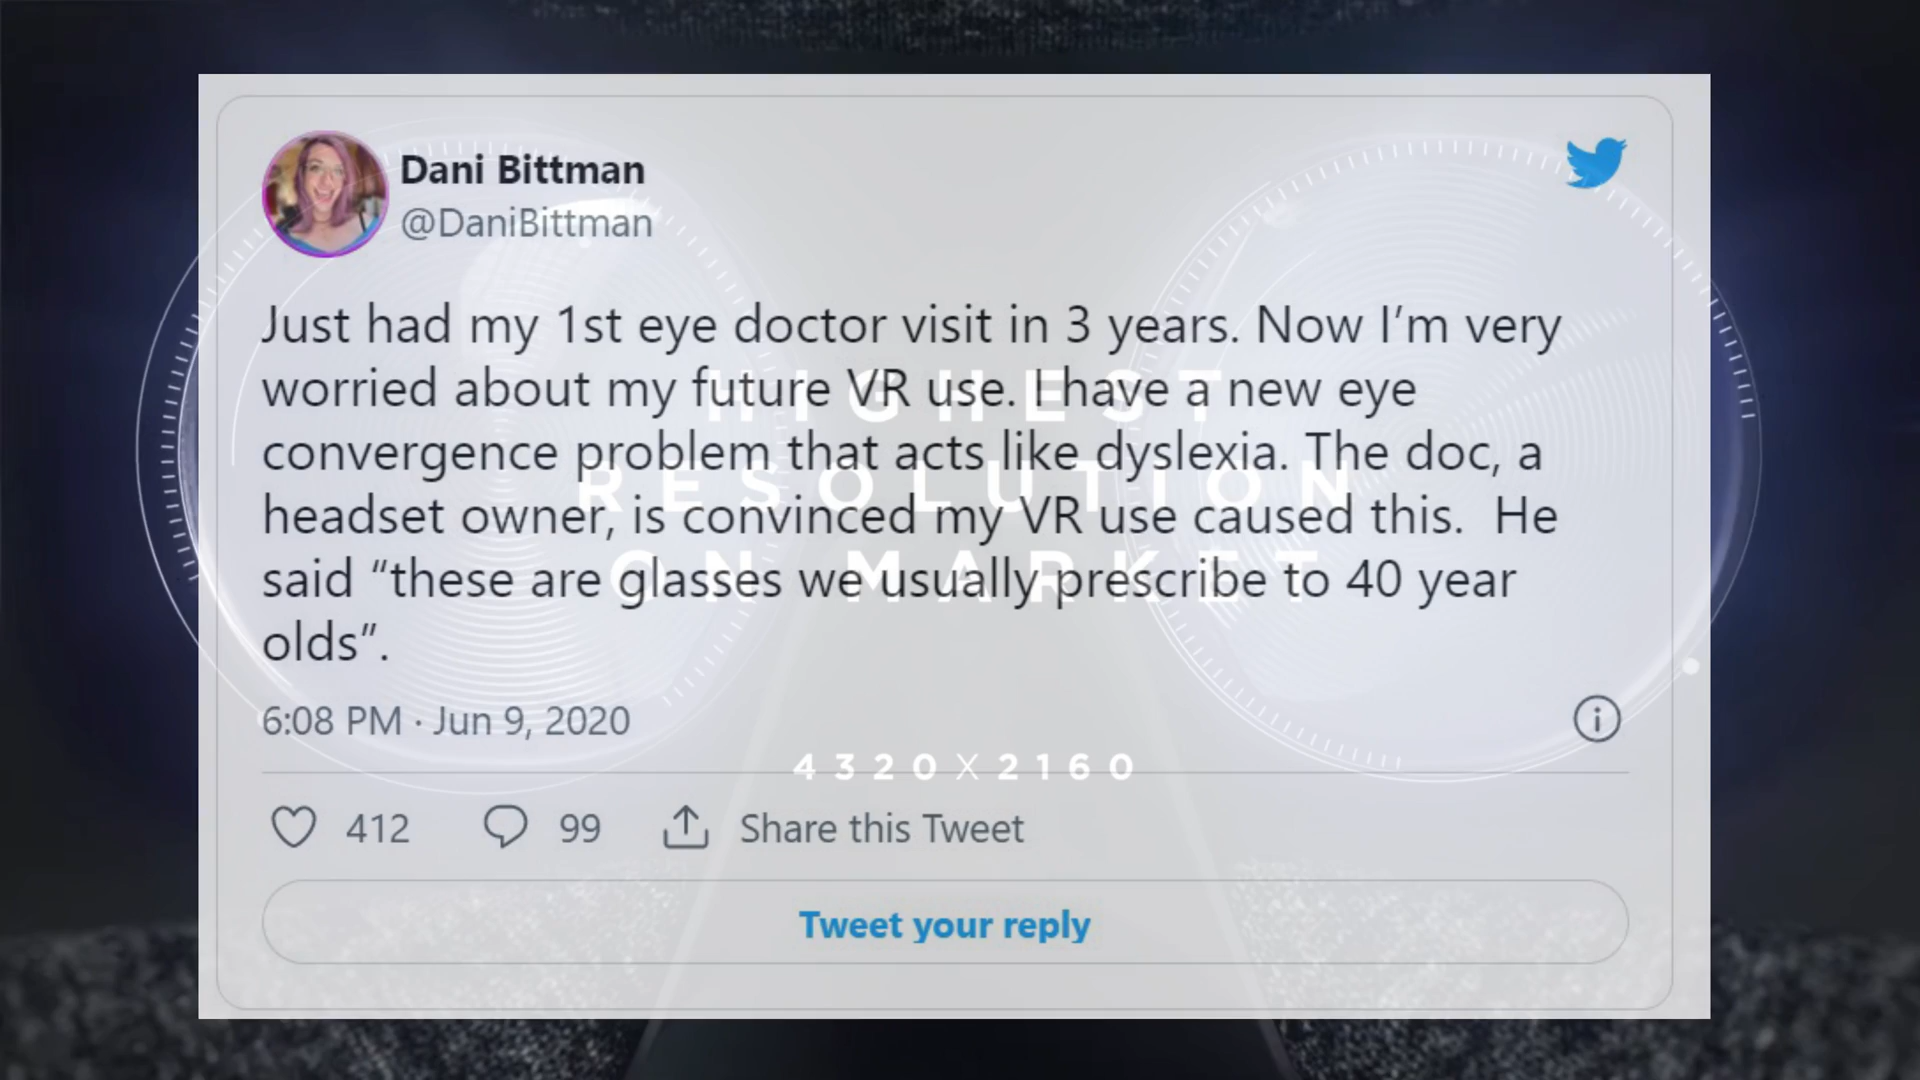 Dani Bittman
@DaniBittman
Just had my 1st eye doctor visit in 3 years. Now I'm very
worried about my future VR use. I have a new eye
convergence problem that acts like dyslexia. The doc, a
headset owner, is convinced my VR use caused this.  He
said “these are glasses we usually prescribe to 40 year
olds”.
HIGHEST
RESOLUTION
ON MARKET
6:08 PM · Jun 9, 2020
4320X2160
412 99 Share this Tweet
Tweet your reply